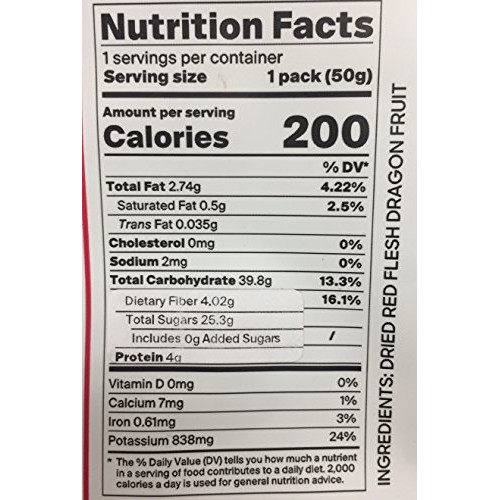 Nutrition Facts
1 servings per container
Serving size 1 pack (50g)
Amount per serving
Calories 200
% DV*
Total Fat 2.74g 4.22%
Saturated Fat 0.5g 2.5%
Trans Fat 0.035g
Cholesterol 0mg 0%
Sodium 2mg 0%
Total Carbohydrate 39.8g 13.3%
Dietary Fiber 4.02g 16.1%
Total Sugars 25.3g
Includes 0g Added Sugars /
Protein 4g
Vitamin D 0mg 0%
Calcium 7mg 1%
Iron 0.61mg 3%
Potassium 838mg 24%
* The % Daily Value (DV) tells you how much a nutrient
in a serving of food contributes to a daily diet. 2,000
calories a day is used for general nutrition advice.
INGREDIENTS: DRIED RED FLESH DRAGON FRUIT